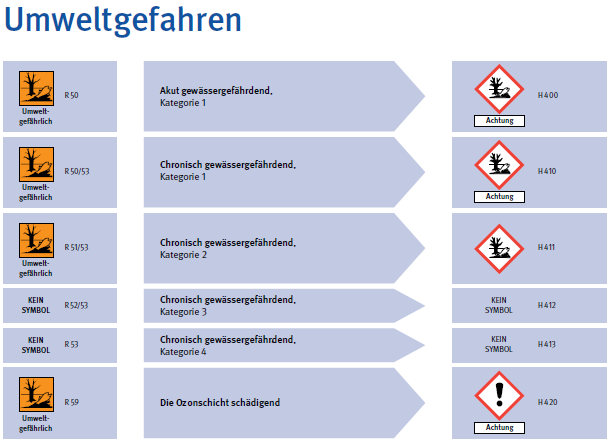 Umweltgefahren
Umwelt-
gefährlich
R 50
Akut gewässergefährdend,
Kategorie 1
Achtung
H 400
Umwelt-
gefährlich
R 50/53
Chronisch gewässergefährdend,
Kategorie 1
Achtung
H 410
Umwelt-
gefährlich
R 51/53
Chronisch gewässergefährdend,
Kategorie 2
H 411
KEIN
SYMBOL
R 52/53
Chronisch gewässergefährdend,
Kategorie 3
KEIN
SYMBOL
H 412
KEIN
SYMBOL
R 53
Chronisch gewässergefährdend,
Kategorie 4
KEIN
SYMBOL
H 413
Umwelt-
gefährlich
R 59
Die Ozonschicht schädigend
Achtung
H 420